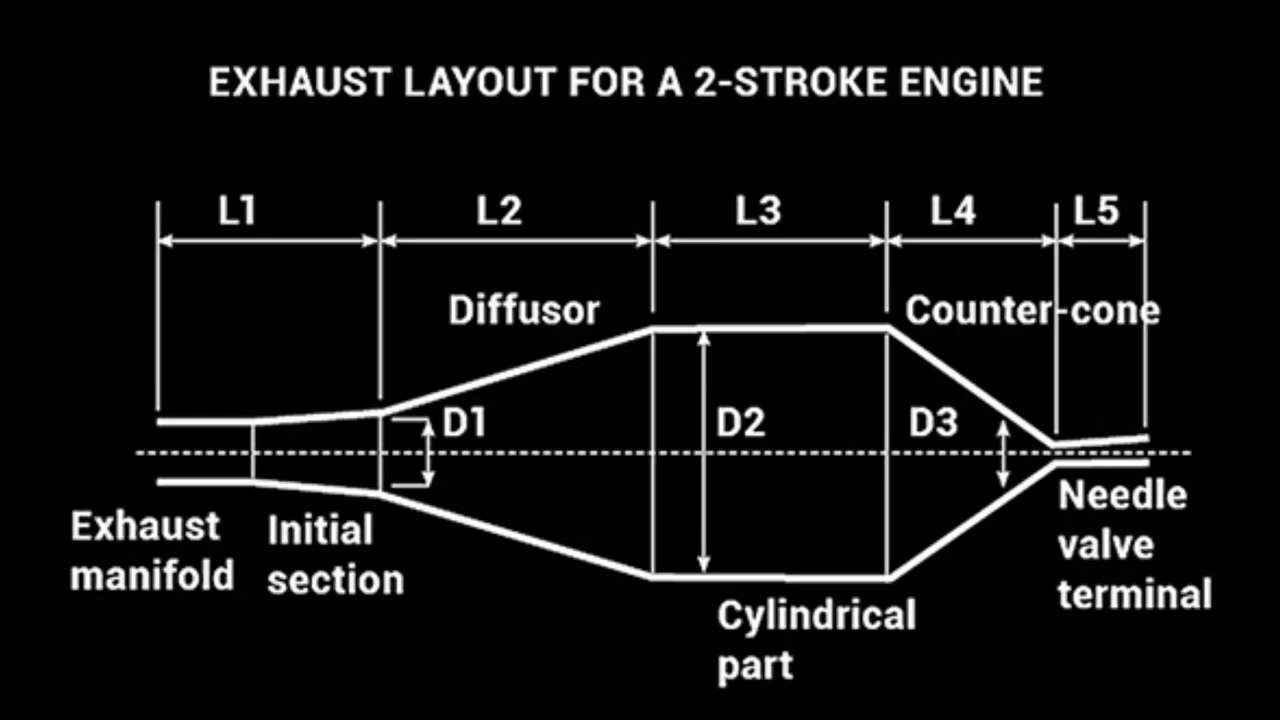 EXHAUST LAYOUT FOR A 2-STROKE ENGINE
L1
L2
L3
L4
L5
Diffusor
Counter-cone
D1
D2
D3
Exhaust
manifold
Initial
section
Cylindrical
part
Needle
valve
terminal